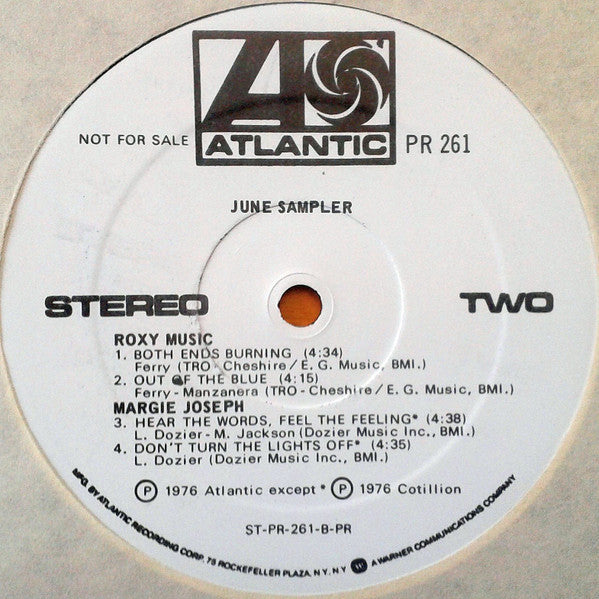 NOT FOR SALE ATLANTIC PR 261
JUNE SAMPLER
STEREO TWO
ROXY MUSIC
1. BOTH ENDS BURNING (4:34)
Ferry (TRO-Cheshire/E. G. Music, BMI.)
2. OUT OF THE BLUE (4:15)
Ferry-Manzanera (TRO-Cheshire/E. G. Music, BMI.)
MARGIE JOSEPH
3. HEAR THE WORDS, FEEL THE FEELING* (4:38)
L. Dozier-M. Jackson (Dozier Music Inc., BMI.)
4. DON'T TURN THE LIGHTS OFF* (4:35)
L. Dozier (Dozier Music Inc., BMI.)
Ⓟ 1976 Atlantic except * Ⓟ 1976 Cotillion
ST-PR-261-B-PR
MFG. BY ATLANTIC RECORDING CORP. 75 ROCKEFELLER PLAZA, N.Y., N.Y. A WARNER COMMUNICATIONS COMPANY